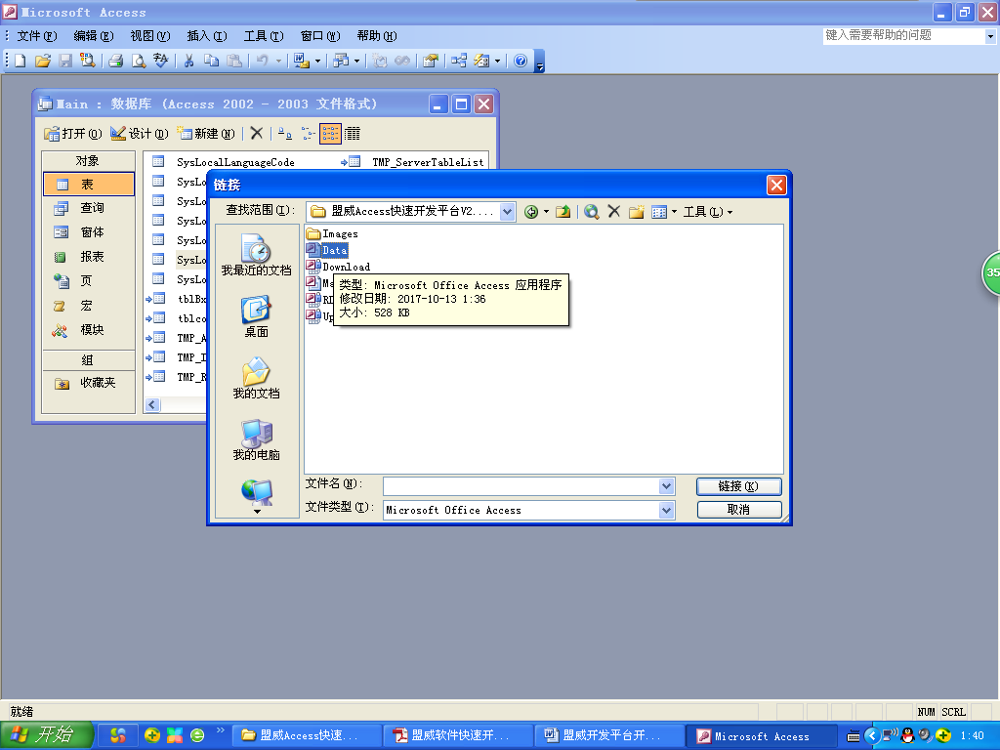 Microsoft Access
文件(F) 编辑(E) 视图(V) 插入(I) 工具(T) 窗口(W) 帮助(H) 键入需要帮助的问题
Main : 数据库 (Access 2002 - 2003 文件格式)
打开(O) 设计(D) 新建(N)
对象
表
查询
窗体
报表
页
宏
模块
组
收藏夹
SysLocalLanguageCode TMP_ServerTableList
SysLo
SysLo
SysLo
SysLo
SysLo
SysLo
tblEx
tblco
TMP_A
TMP_I
TMP_R
链接
查找范围(I): 盟威Access快速开发平台V2.... 工具(L)
我最近的文档
桌面
我的文档
我的电脑
Images
Data
Download
Ma
RI
Up
类型: Microsoft Office Access 应用程序
修改日期: 2017-10-13 1:36
大小: 528 KB
文件名(N): 链接(K)
文件类型(T): Microsoft Office Access 取消
35
就绪 NUM SCRL
开始 盟威Access快速... 盟威软件快速开... 盟威开发平台开... Microsoft Access 1:40